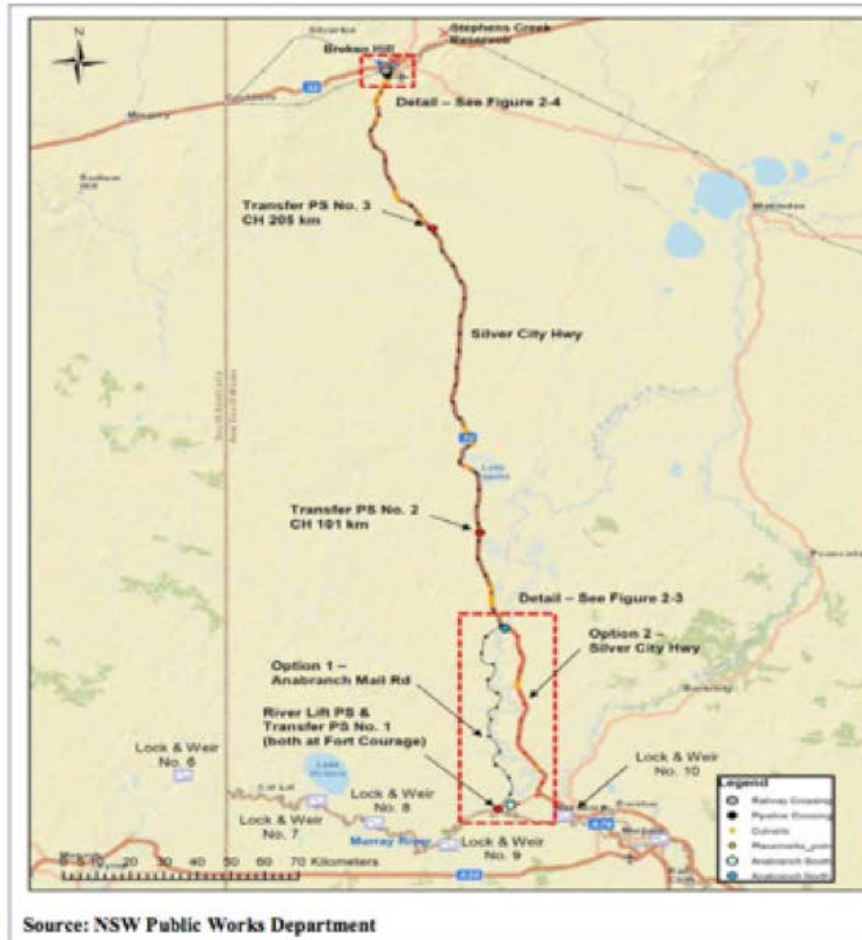 N
Silverton
Stephens Creek
Reservoir
Broken Hill
32
Detail – See Figure 2-4
Transfer PS No. 3
CH 205 km
Silver City Hwy
Transfer PS No. 2
CH 101 km
Detail – See Figure 2-3
Option 2 –
Silver City Hwy
Option 1 –
Anabranch Mail Rd
River Lift PS &
Transfer PS No. 1
(both at Fort Courage)
Lock & Weir
No. 6
Lock & Weir
No. 10
Lock & Weir
No. 8
Lock & Weir
No. 7
Murray River
Lock & Weir
No. 9
Legend
Railway Crossing
Pipeline Crossing
Culverts
Placemarks_point
Anabranch South
Anabranch North
0 5 10 20 30 40 50 60 70 Kilometers
A20
Source: NSW Public Works Department